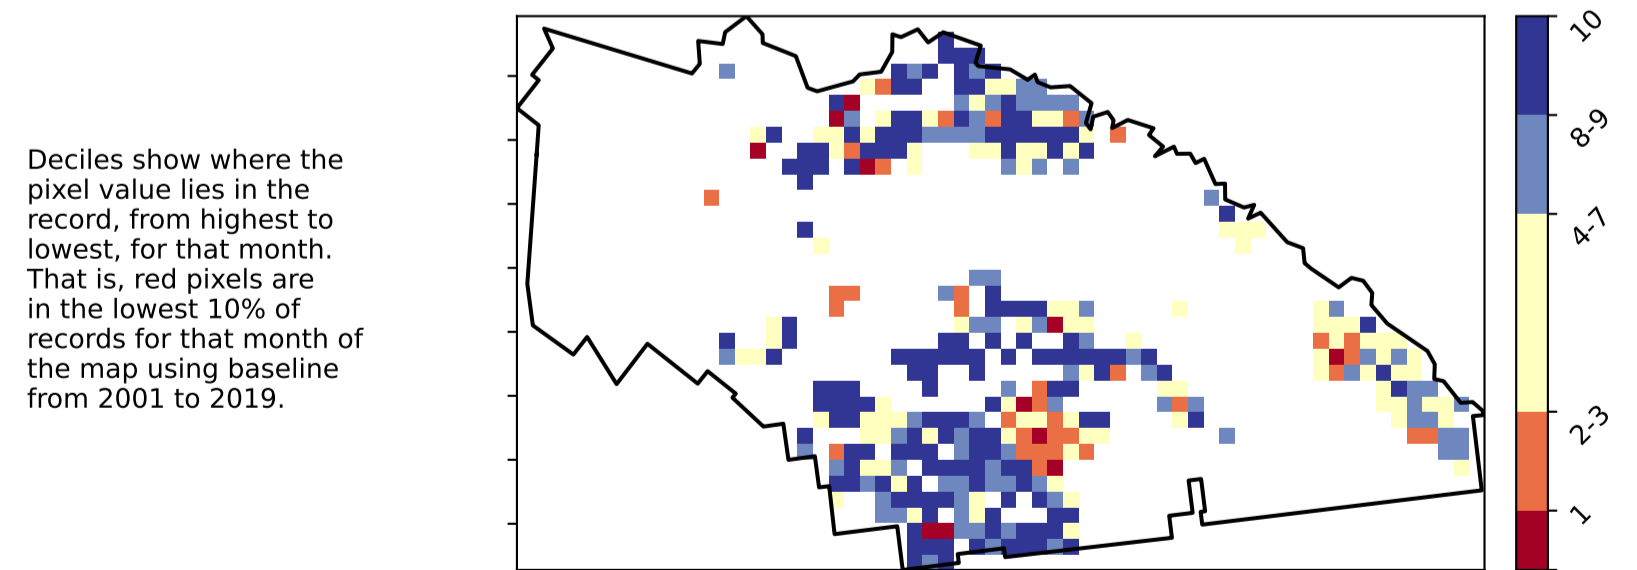 Deciles show where the
pixel value lies in the
record, from highest to
lowest, for that month.
That is, red pixels are
in the lowest 10% of
records for that month of
the map using baseline
from 2001 to 2019.
10
8-9
4-7
2-3
1